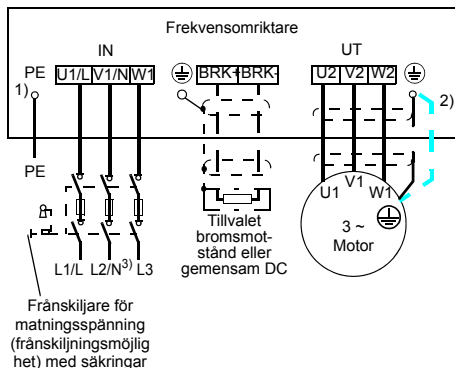 Frekvensomriktare
IN
UT
PE
1)
U1/L V1/N W1
BRK+ BRK-
U2 V2 W2
2)
PE
U1 V1 W1
3 ~
Motor
L1/L L2/N 3) L3
Tillvalet
bromsmot-
stånd eller
gemensam DC
Frånskiljare för
matningsspänning
(frånskiljningsmöjlig
het) med säkringar